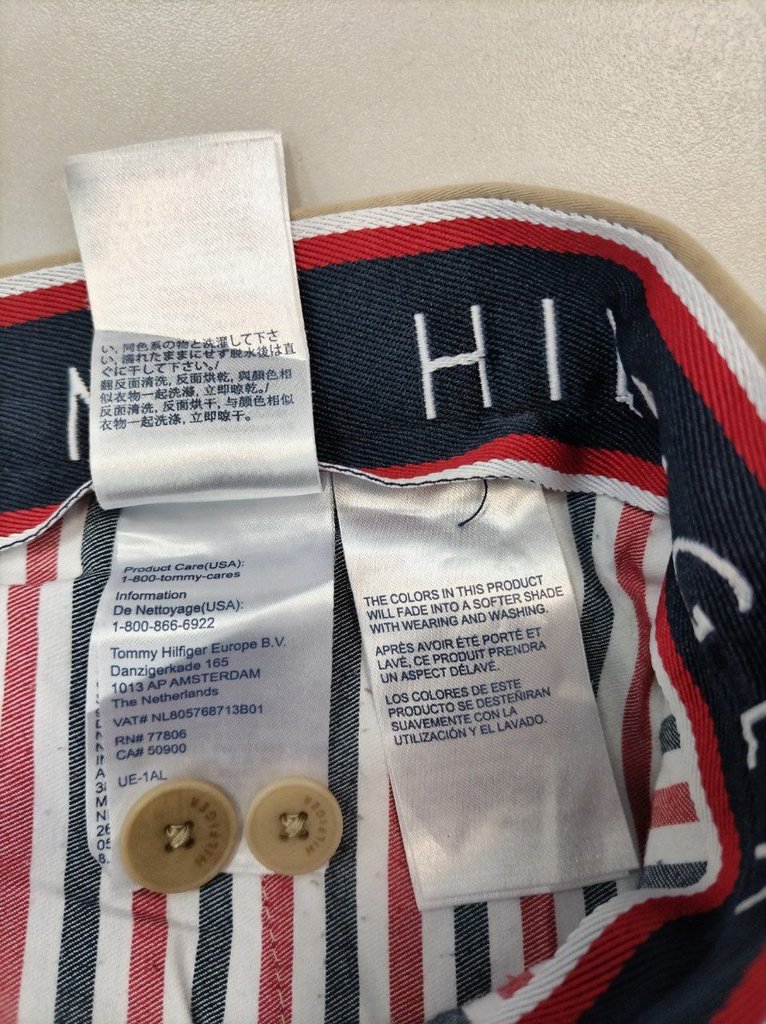 い, 同色系の物と洗濯して下さ
い, 濡れたままにせず脱水後は直
ぐに干して下さい。/
翻反面清洗, 反面烘乾, 與顏色相
似衣物一起洗滌, 立即晾乾。/
反面清洗, 反面烘干, 与颜色相似
衣物一起洗涤, 立即晾干。
HIL
G
Product Care(USA):
1-800-tommy-cares
Information
De Nettoyage(USA):
1-800-866-6922
Tommy Hilfiger Europe B.V.
Danzigerkade 165
1013 AP AMSTERDAM
The Netherlands
VAT# NL805768713B01
RN# 77806
CA# 50900
UE-1AL
THE COLORS IN THIS PRODUCT
WILL FADE INTO A SOFTER SHADE
WITH WEARING AND WASHING.
APRÈS AVOIR ÉTÉ PORTÉ ET
LAVÉ, CE PRODUIT PRENDRA
UN ASPECT DÉLAVÉ.
LOS COLORES DE ESTE
PRODUCTO SE DESTEÑIRAN
SUAVEMENTE CON LA
UTILIZACIÓN Y EL LAVADO.
HILFIGER
HILFIGER